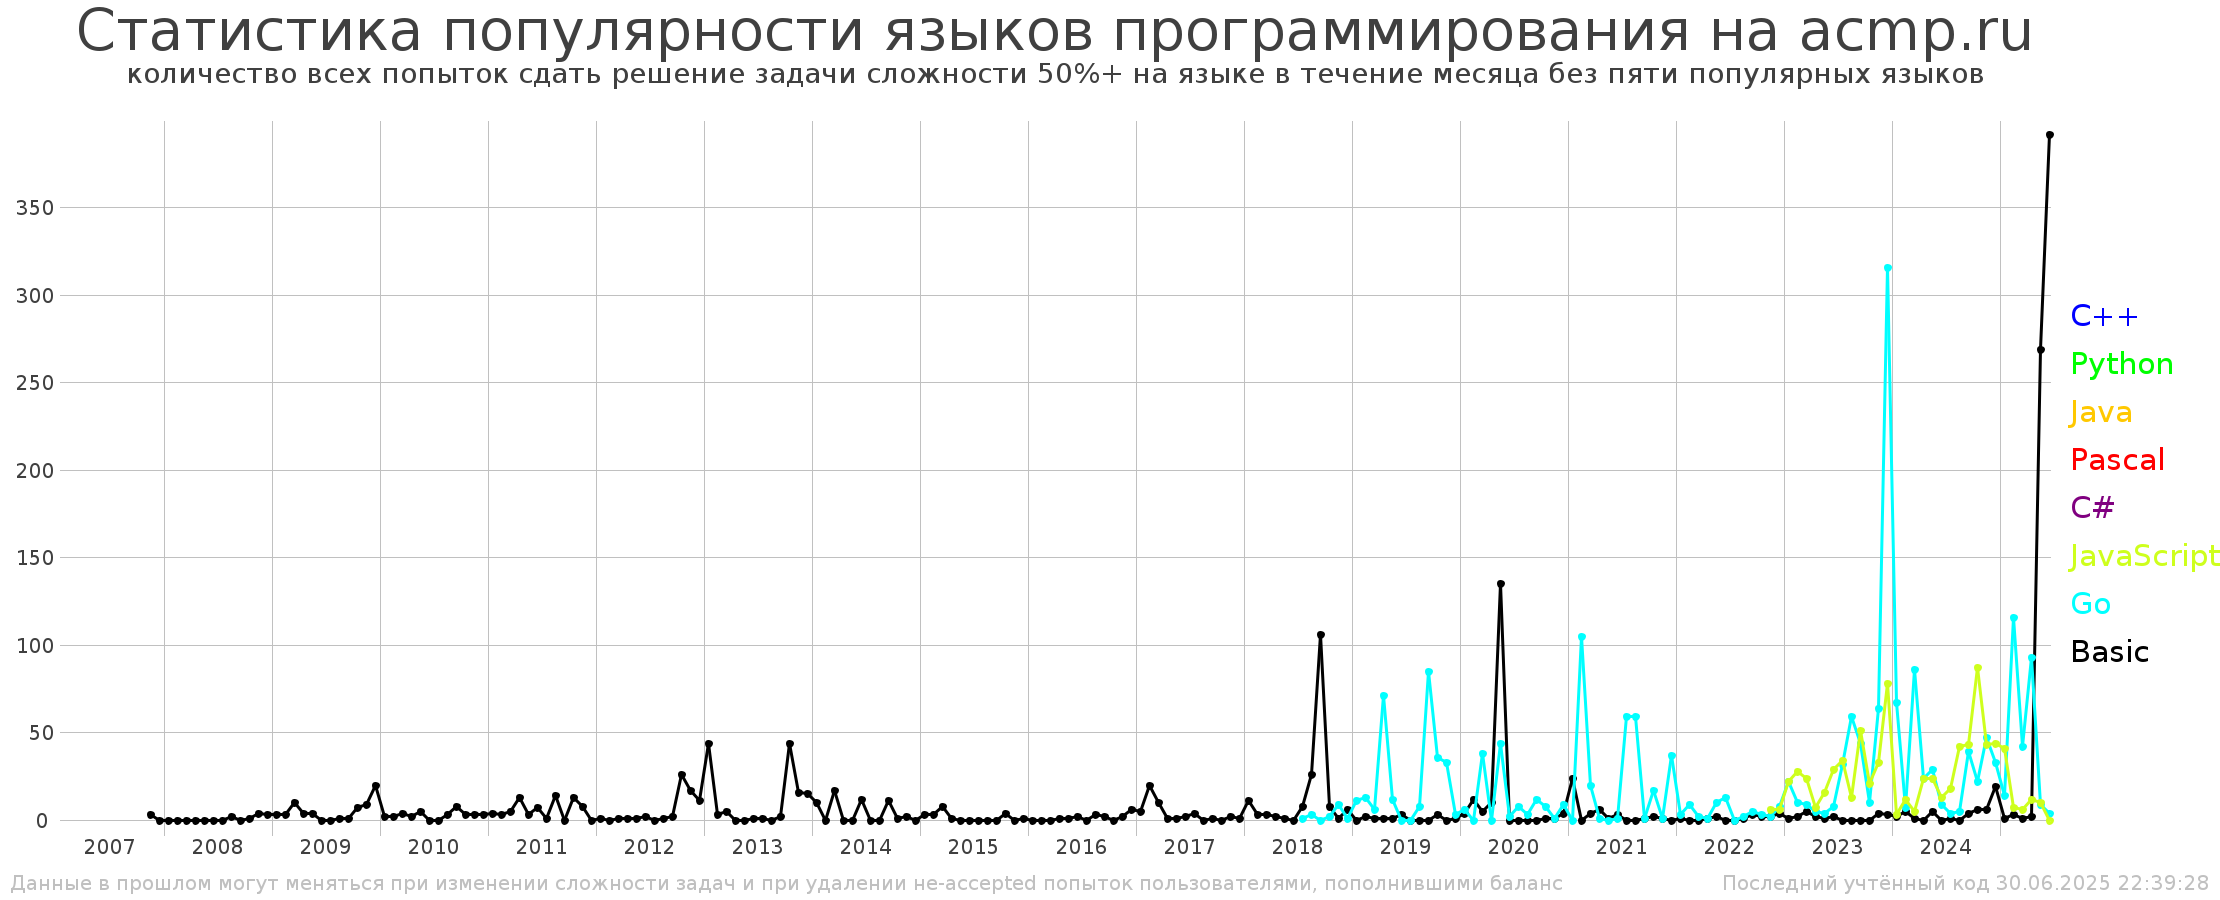 Статистика популярности языков программирования на acmp.ru
количество всех попыток сдать решение задачи сложности 50%+ на языке в течение месяца без пяти популярных языков
350
300
250
200
150
100
50
0
C++
Python
Java
Pascal
C#
JavaScript
Go
Basic
2007 2008 2009 2010 2011 2012 2013 2014 2015 2016 2017 2018 2019 2020 2021 2022 2023 2024
Данные в прошлом могут меняться при изменении сложности задач и при удалении не-accepted попыток пользователями, пополнившими баланс
Последний учтённый код 30.06.2025 22:39:28